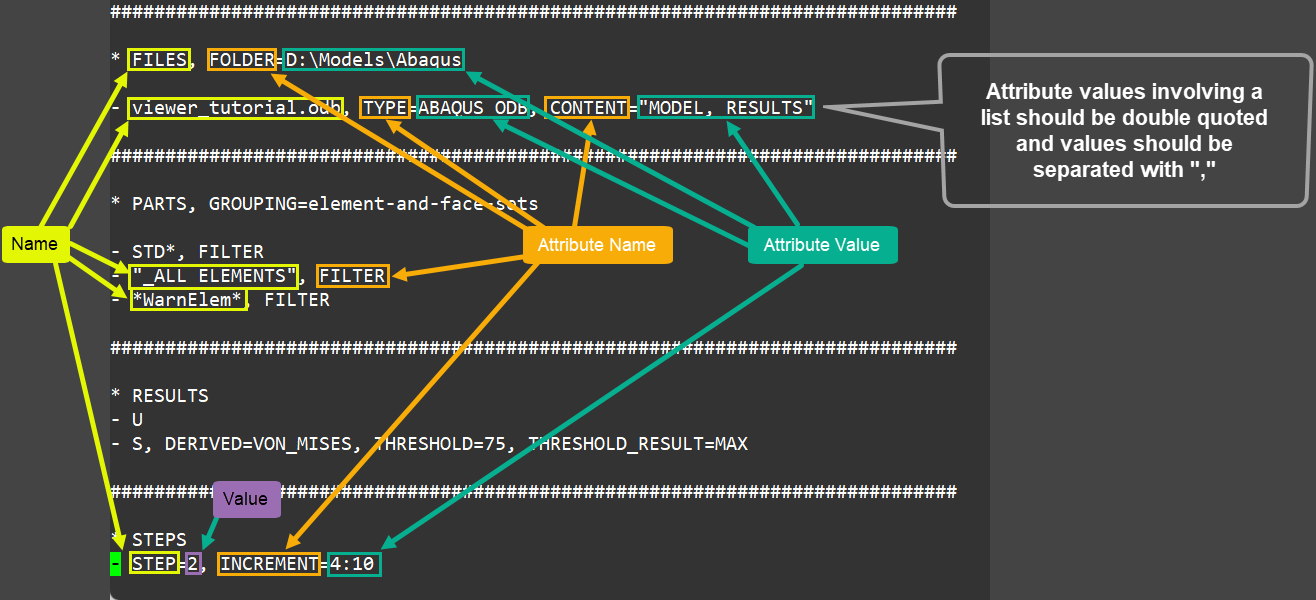 #############################################################################
* FILES, FOLDER=D:\Models\Abaqus
- viewer_tutorial.odb, TYPE=ABAQUS_ODB, CONTENT="MODEL, RESULTS"
Attribute values involving a
list should be double quoted
and values should be
separated with ","
#############################################################################
* PARTS, GROUPING=element-and-face-sets
Name
Attribute Name
Attribute Value
- STD*, FILTER
- "_ALL ELEMENTS", FILTER
- *WarnElem*, FILTER
#############################################################################
* RESULTS
- U
- S, DERIVED=VON_MISES, THRESHOLD=75, THRESHOLD_RESULT=MAX
#############################################################################
Value
* STEPS
- STEP=2, INCREMENT=4:10